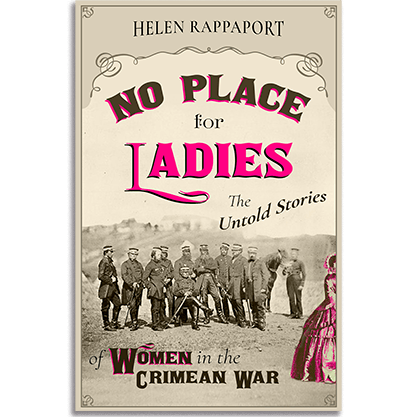 HELEN RAPPAPORT
NO PLACE
for
LADIES
The
Untold Stories
of WOMEN in the
CRIMEAN WAR